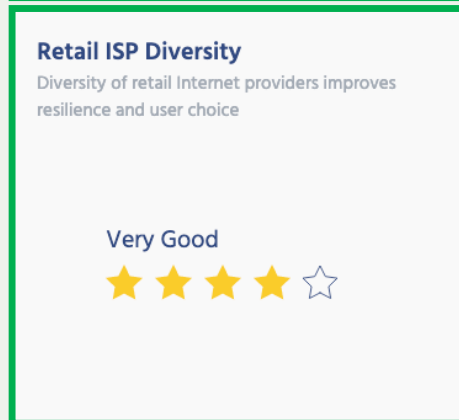 Retail ISP Diversity
Diversity of retail Internet providers improves
resilience and user choice
Very Good